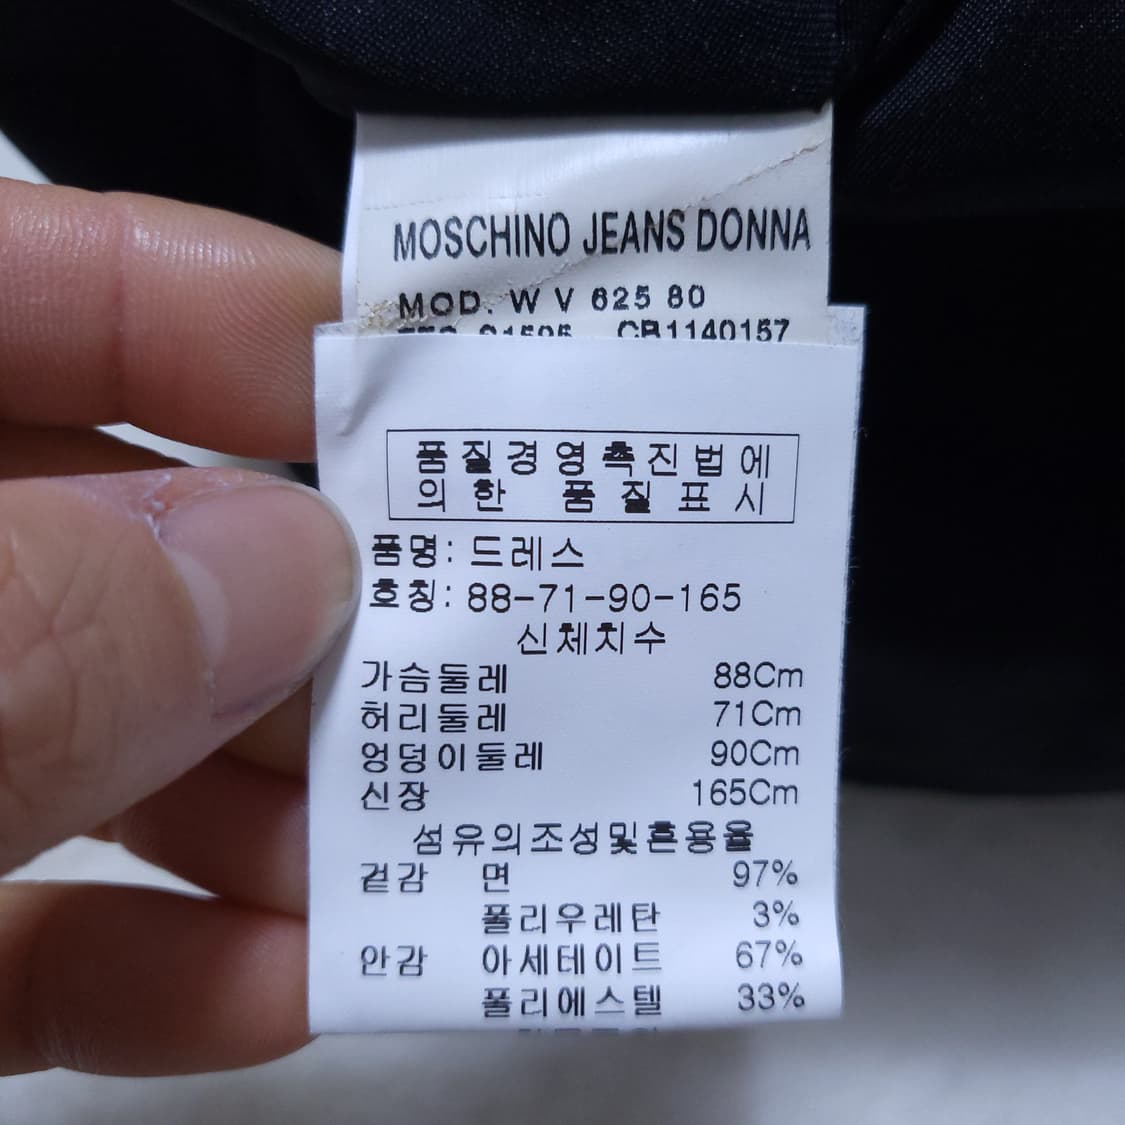 MOSCHINO JEANS DONNA
MOD. W V 625 80
CB1140157
품질경영촉진법에
의한 품질표시
품명: 드레스
호칭: 88-71-90-165
신체치수
가슴둘레 88Cm
허리둘레 71Cm
엉덩이둘레 90Cm
신장 165Cm
섬유의조성및혼용율
겉감 면 97%
폴리우레탄 3%
안감 아세테이트 67%
폴리에스텔 33%